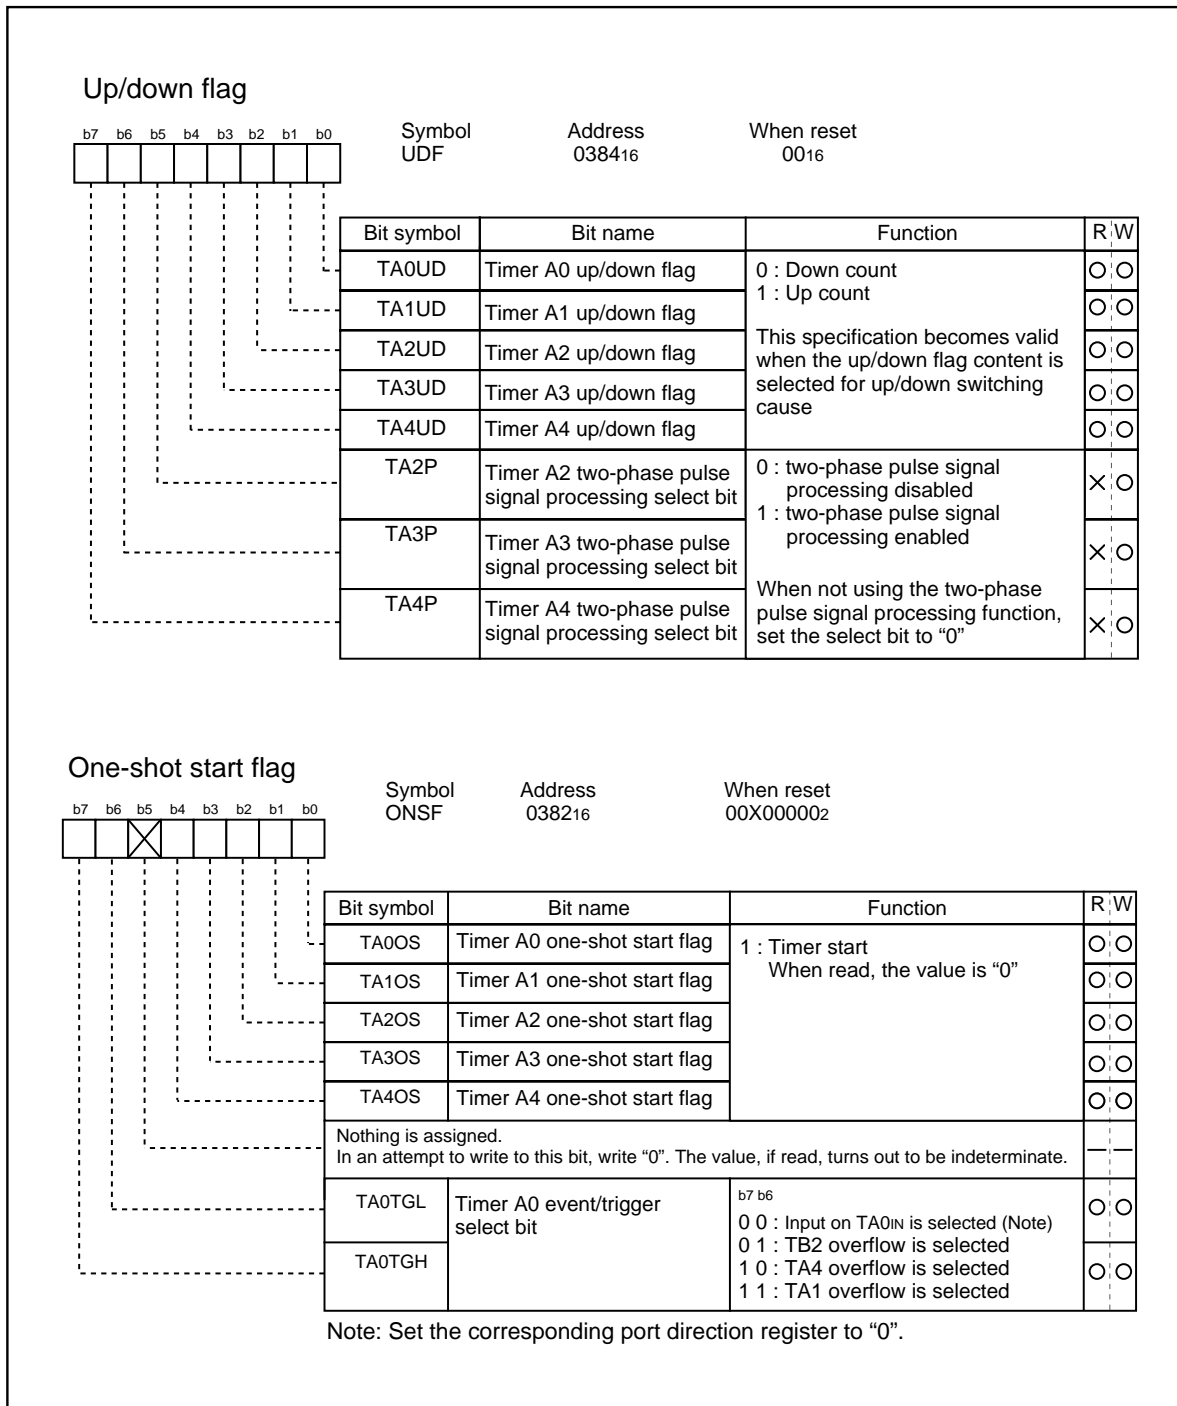 Up/down flag
b7 b6 b5 b4 b3 b2 b1 b0
Symbol Address When reset
UDF 038416 0016
Bit symbol Bit name Function R W
TA0UD Timer A0 up/down flag
TA1UD Timer A1 up/down flag
TA2UD Timer A2 up/down flag
TA3UD Timer A3 up/down flag
TA4UD Timer A4 up/down flag
0 : Down count
1 : Up count
This specification becomes valid
when the up/down flag content is
selected for up/down switching
cause
TA2P Timer A2 two-phase pulse
signal processing select bit
TA3P Timer A3 two-phase pulse
signal processing select bit
TA4P Timer A4 two-phase pulse
signal processing select bit
0 : two-phase pulse signal
processing disabled
1 : two-phase pulse signal
processing enabled
When not using the two-phase
pulse signal processing function,
set the select bit to “0”
One-shot start flag
b7 b6 b5 b4 b3 b2 b1 b0
Symbol Address When reset
ONSF 038216 00X000002
Bit symbol Bit name Function R W
TA0OS Timer A0 one-shot start flag
TA1OS Timer A1 one-shot start flag
TA2OS Timer A2 one-shot start flag
TA3OS Timer A3 one-shot start flag
TA4OS Timer A4 one-shot start flag
1 : Timer start
When read, the value is “0”
Nothing is assigned.
In an attempt to write to this bit, write “0”. The value, if read, turns out to be indeterminate.
TA0TGL Timer A0 event/trigger
select bit
TA0TGH
b7 b6
0 0 : Input on TA0IN is selected (Note)
0 1 : TB2 overflow is selected
1 0 : TA4 overflow is selected
1 1 : TA1 overflow is selected
Note: Set the corresponding port direction register to “0”.